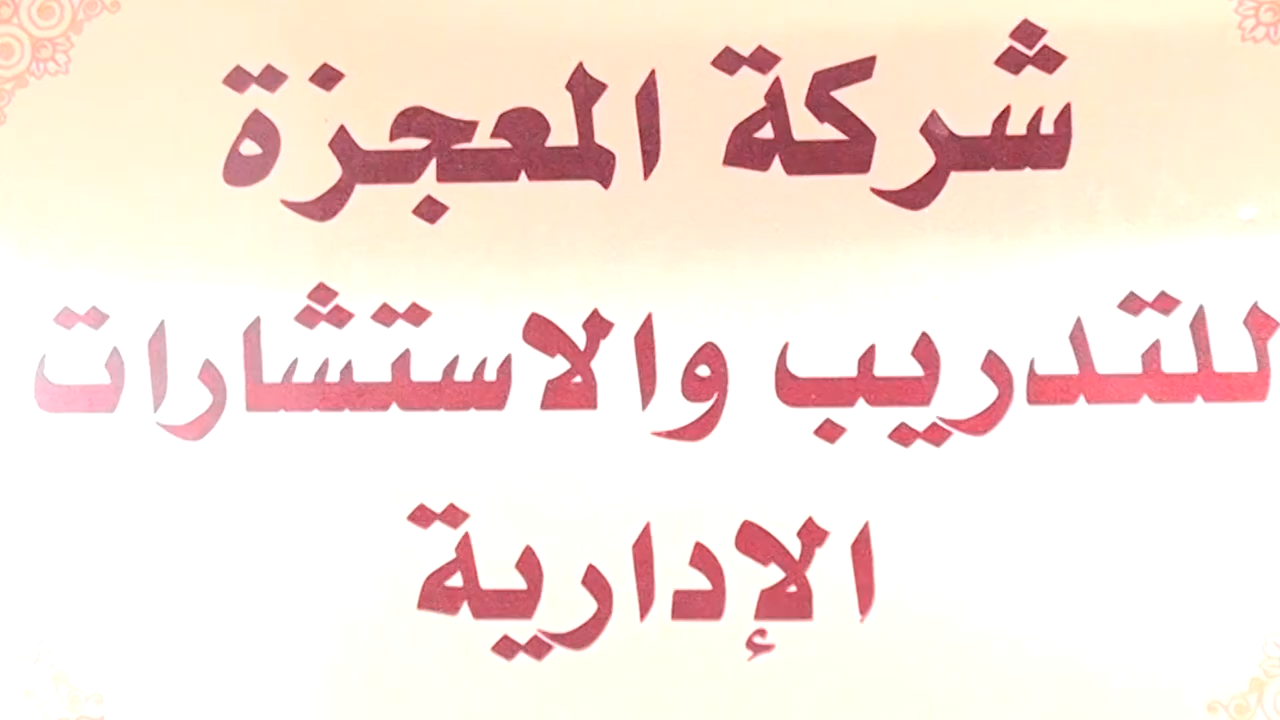 شركة المعجزة
للتدريب والاستشارات
الإدارية